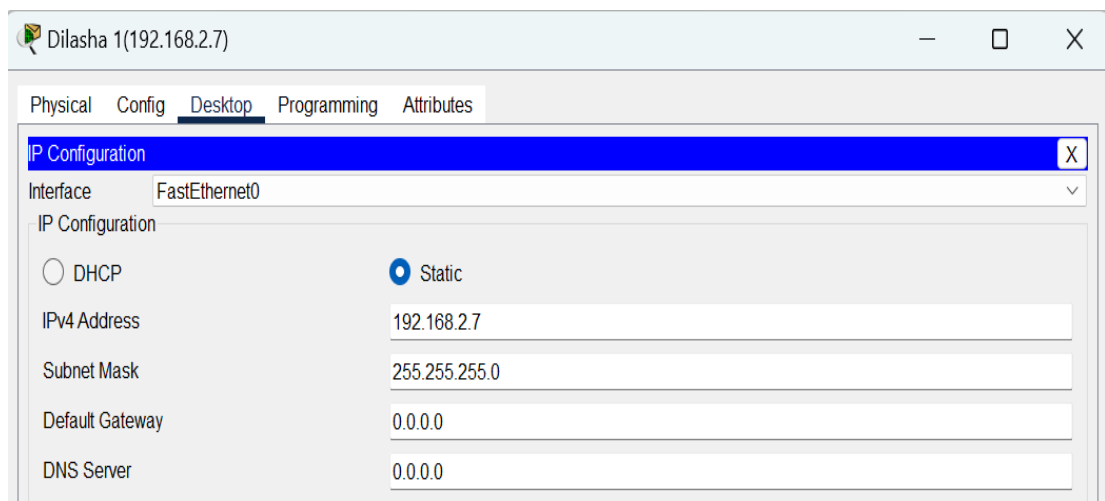 Dilasha 1(192.168.2.7)
Physical Config Desktop Programming Attributes
IP Configuration X
Interface FastEthernet0
IP Configuration
DHCP Static
IPv4 Address 192.168.2.7
Subnet Mask 255.255.255.0
Default Gateway 0.0.0.0
DNS Server 0.0.0.0